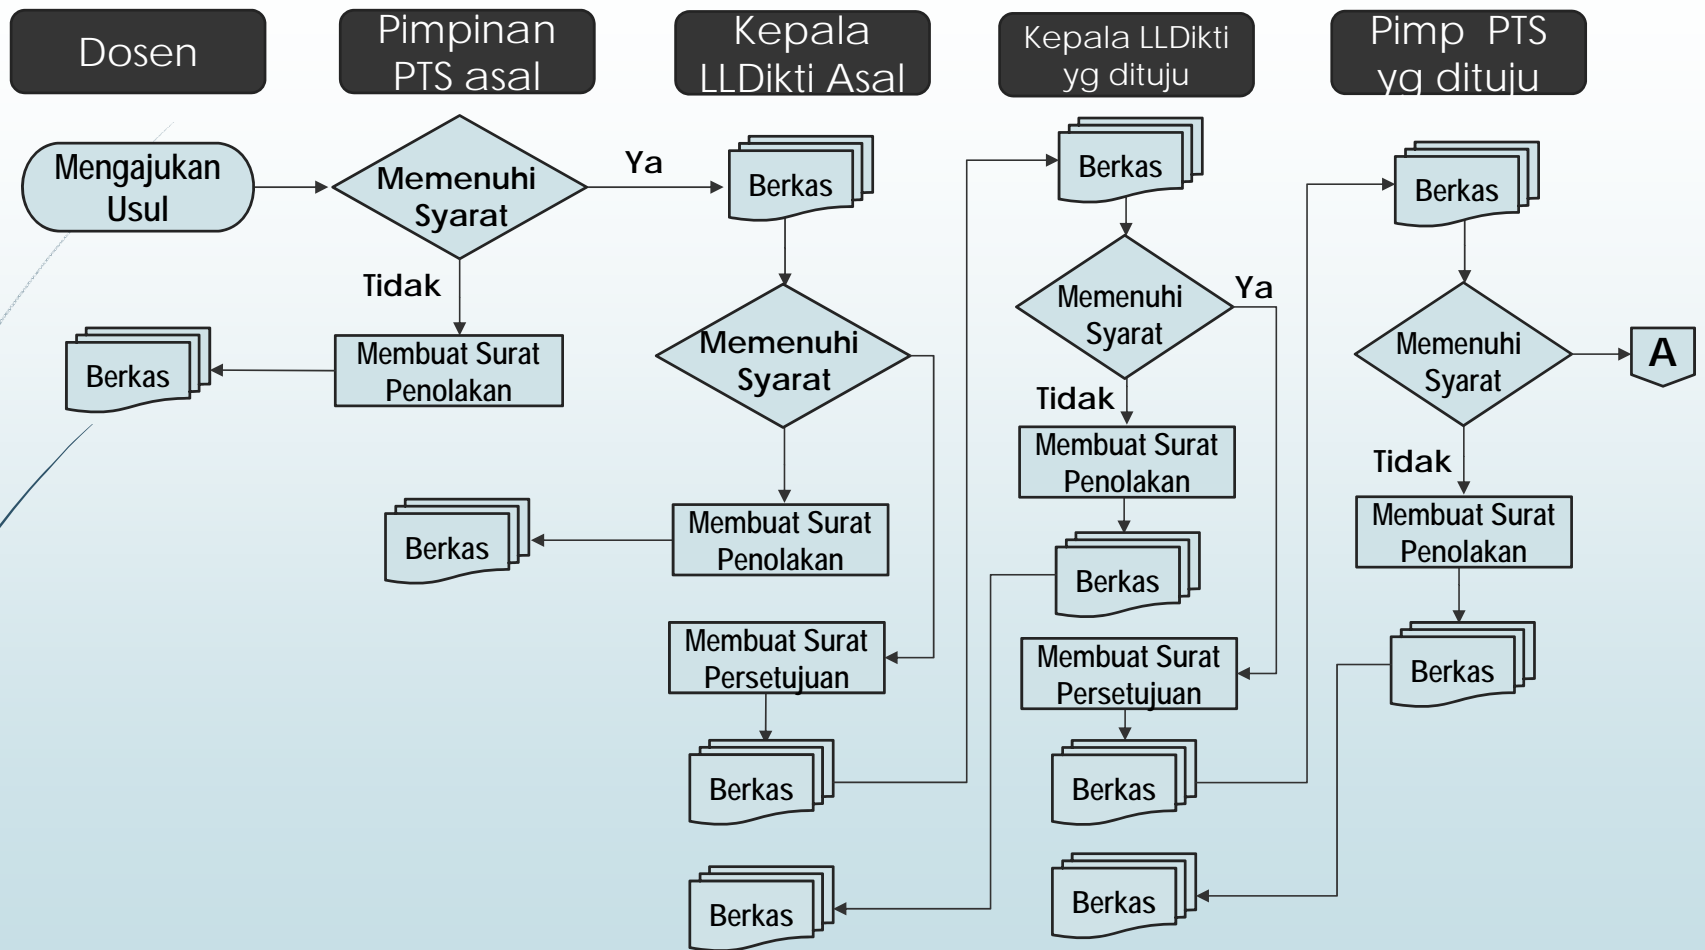 Dosen
Pimpinan
PTS asal
Kepala
LLDikti Asal
Kepala LLDikti
yg dituju
Pimp PTS
yg dituju
Mengajukan
Usul
Memenuhi
Syarat
Ya
Berkas
Berkas
Berkas
Tidak
Memenuhi
Syarat
Ya
Memenuhi
Syarat
Memenuhi
Syarat
A
Berkas
Membuat Surat
Penolakan
Tidak
Membuat Surat
Penolakan
Tidak
Berkas
Membuat Surat
Penolakan
Membuat Surat
Penolakan
Berkas
Membuat Surat
Persetujuan
Membuat Surat
Persetujuan
Berkas
Berkas
Berkas
Berkas
Berkas